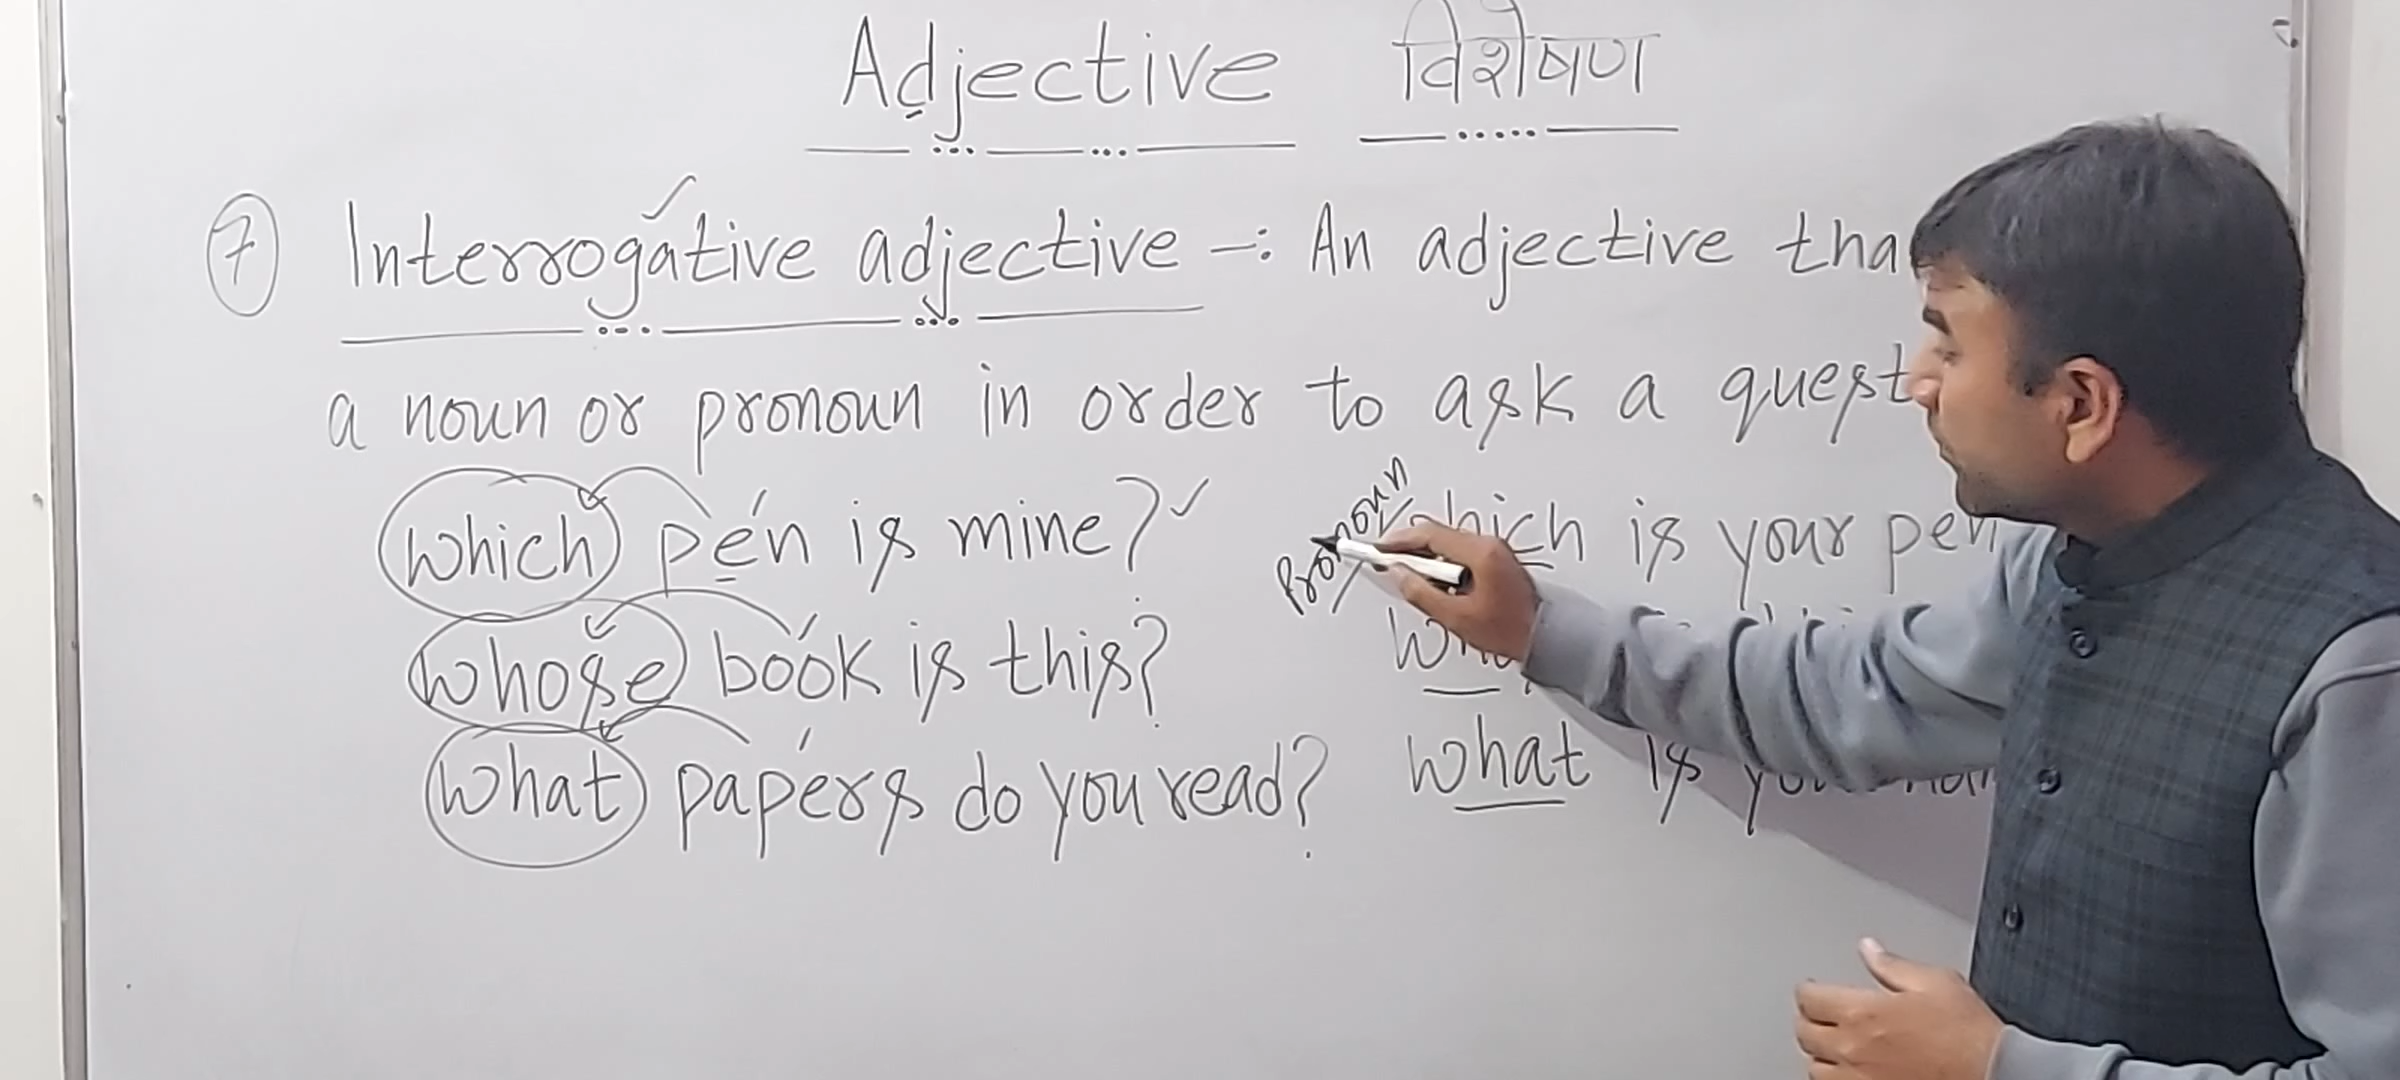 Adjective विशेषण
7 Interrogative adjective -: An adjective tha
a noun or pronoun in order to ask a quest
which pen is mine?
Pronoun
which is your pen
whose book is this?
what papers do you read?
what is